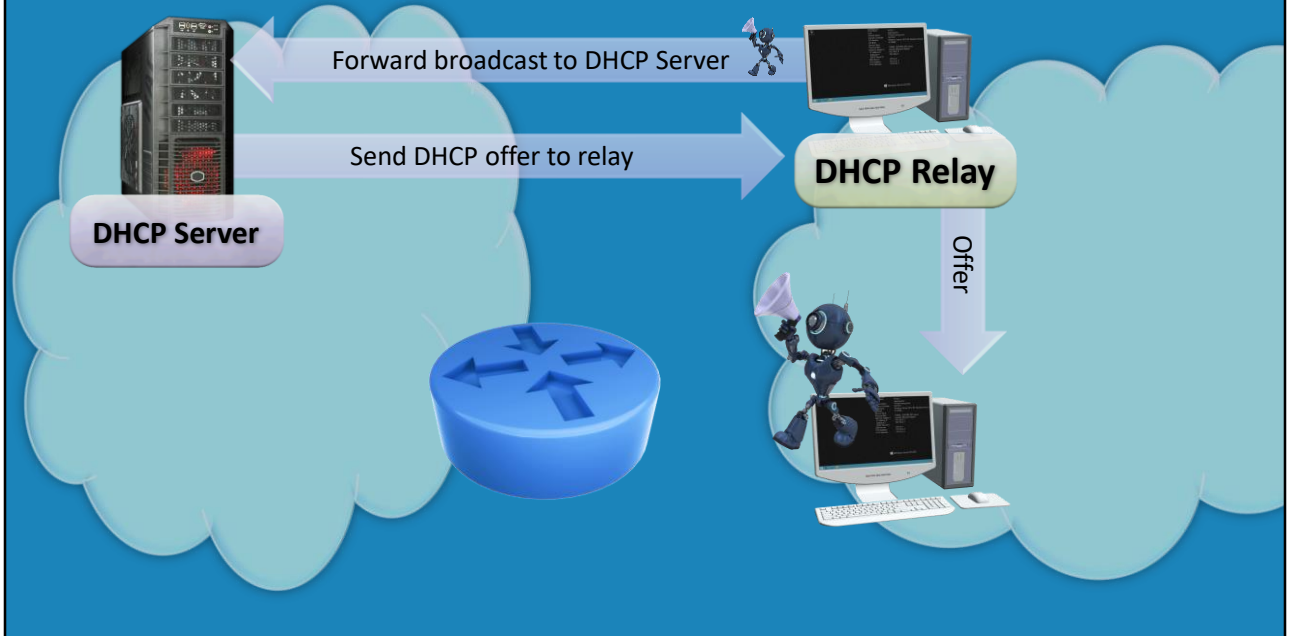 Forward broadcast to DHCP Server
Send DHCP offer to relay
DHCP Relay
DHCP Server
Offer